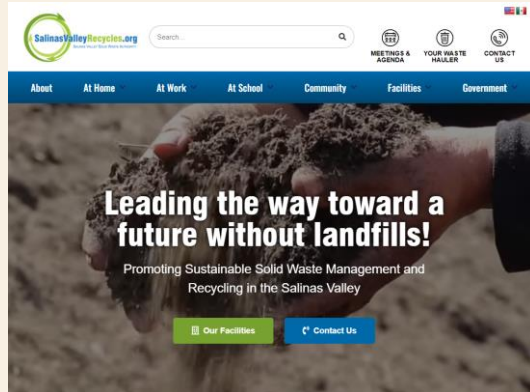 SalinasValleyRecycles.org
Search...
MEETINGS &
AGENDA
YOUR WASTE
HAULER
CONTACT
US
About
At Home
At Work
At School
Community
Facilities
Government
Leading the way toward a
future without landfills!
Promoting Sustainable Solid Waste Management and
Recycling in the Salinas Valley
Our Facilities
Contact Us